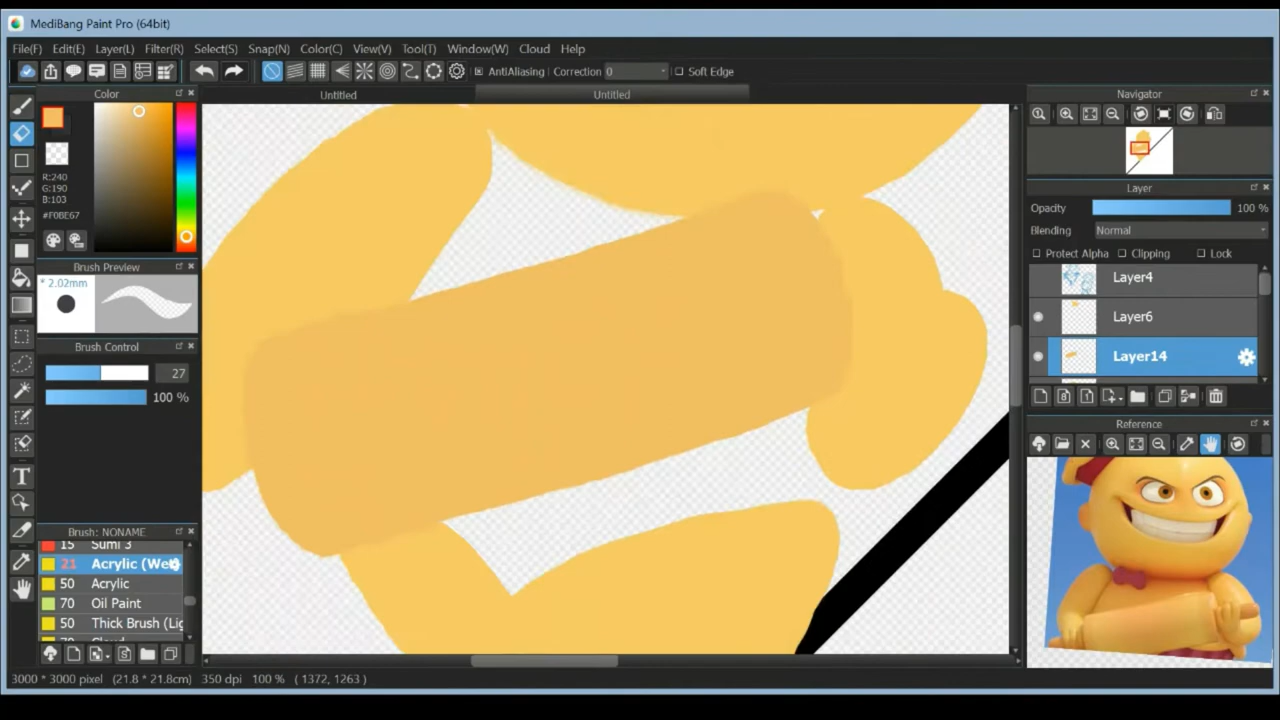 MediBang Paint Pro (64bit)
File(F) Edit(E) Layer(L) Filter(R) Select(S) Snap(N) Color(C) View(V) Tool(T) Window(W) Cloud Help
AntiAliasing Correction 0 Soft Edge
Color
Untitled
Untitled
Navigator
R:240
G:190
B:103
#F0BE67
Layer
Opacity 100 %
Blending Normal
Protect Alpha Clipping Lock
Brush Preview
* 2.02mm
Layer4
Layer6
Brush Control
Layer14
27
100 %
Reference
Brush: NONAME
15 Sumi 3
21 Acrylic (We
50 Acrylic
70 Oil Paint
50 Thick Brush (Lig
70 Cloud
3000 * 3000 pixel (21.8 * 21.8cm) 350 dpi 100 % ( 1372, 1263 )